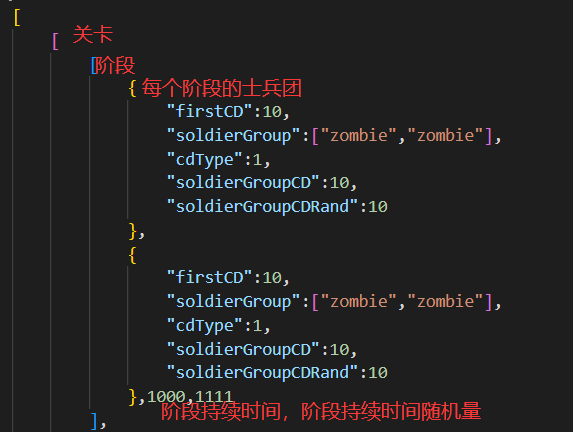 [
[ 关卡
[阶段
{ 每个阶段的士兵团
"firstCD":10,
"soldierGroup":["zombie","zombie"],
"cdType":1,
"soldierGroupCD":10,
"soldierGroupCDRand":10
},
{
"firstCD":10,
"soldierGroup":["zombie","zombie"],
"cdType":1,
"soldierGroupCD":10,
"soldierGroupCDRand":10
},1000,1111
阶段持续时间，阶段持续时间随机量
],